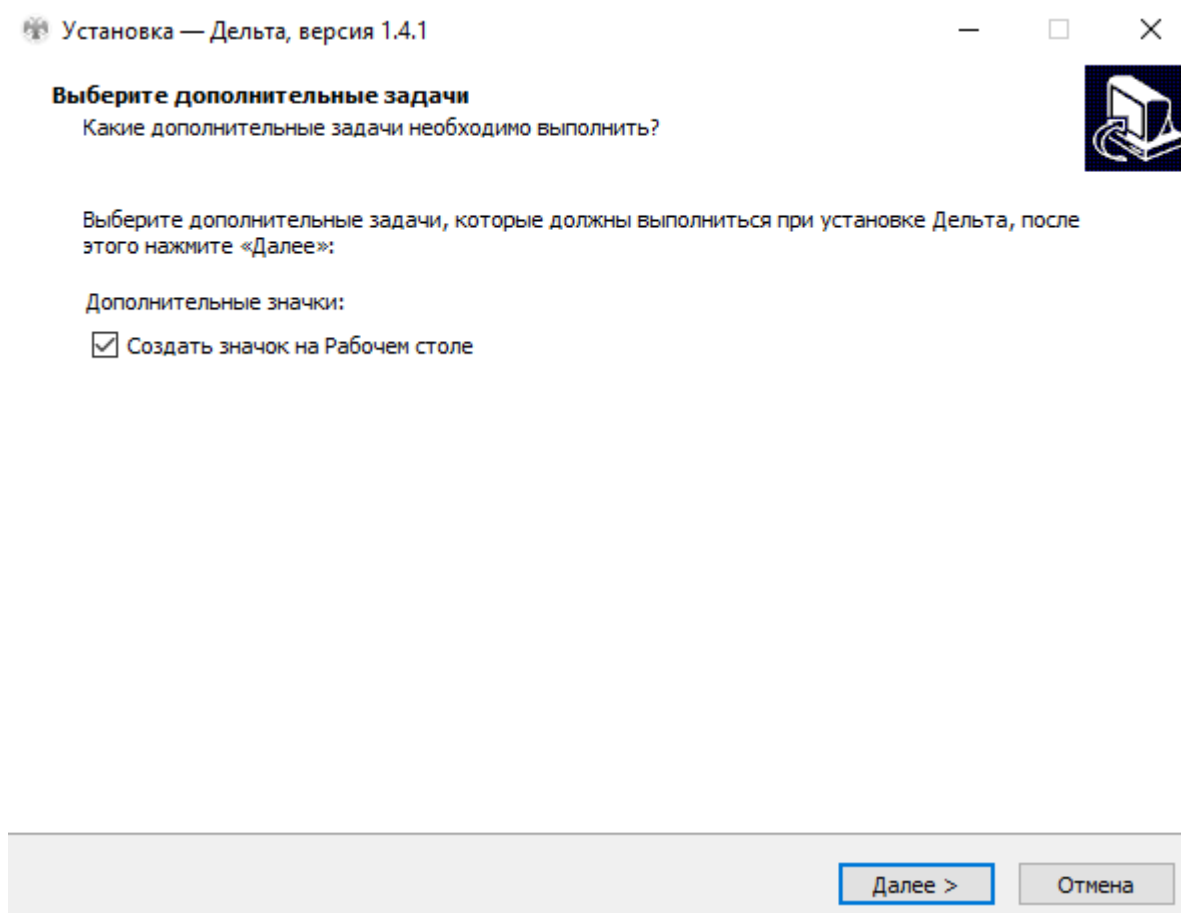 Установка — Дельта, версия 1.4.1
Выберите дополнительные задачи
Какие дополнительные задачи необходимо выполнить?
Выберите дополнительные задачи, которые должны выполниться при установке Дельта, после
этого нажмите «Далее»:
Дополнительные значки:
Создать значок на Рабочем столе
Далее >
Отмена